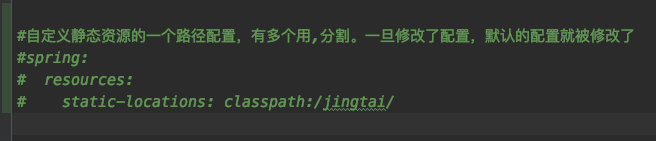 #自定义静态资源的一个路径配置，有多个用,分割。一旦修改了配置，默认的配置就被修改了
#spring:
#  resources:
#    static-locations: classpath:/jingtai/